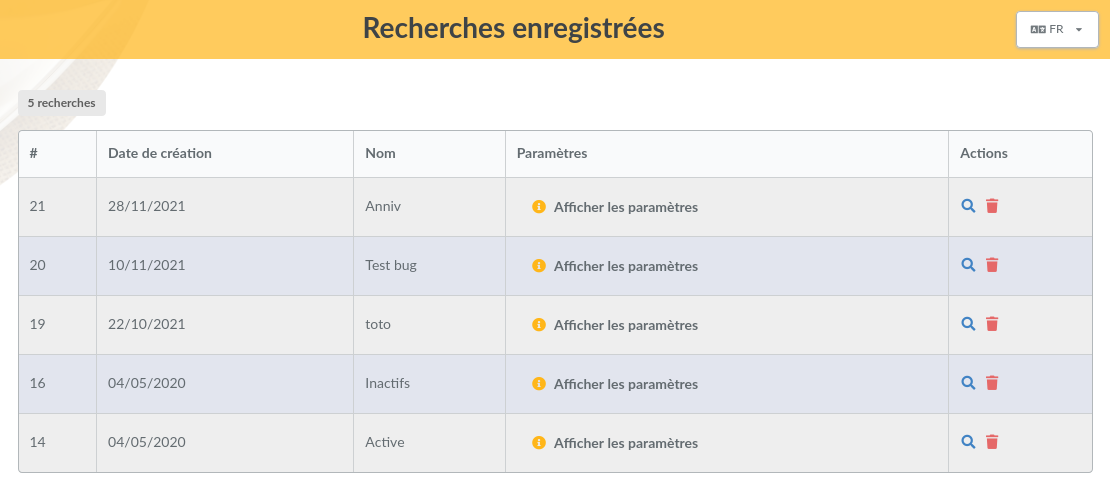 Recherches enregistrées
FR
5 recherches
# Date de création Nom Paramètres Actions
21 28/11/2021 Anniv Afficher les paramètres
20 10/11/2021 Test bug Afficher les paramètres
19 22/10/2021 toto Afficher les paramètres
16 04/05/2020 Inactifs Afficher les paramètres
14 04/05/2020 Active Afficher les paramètres